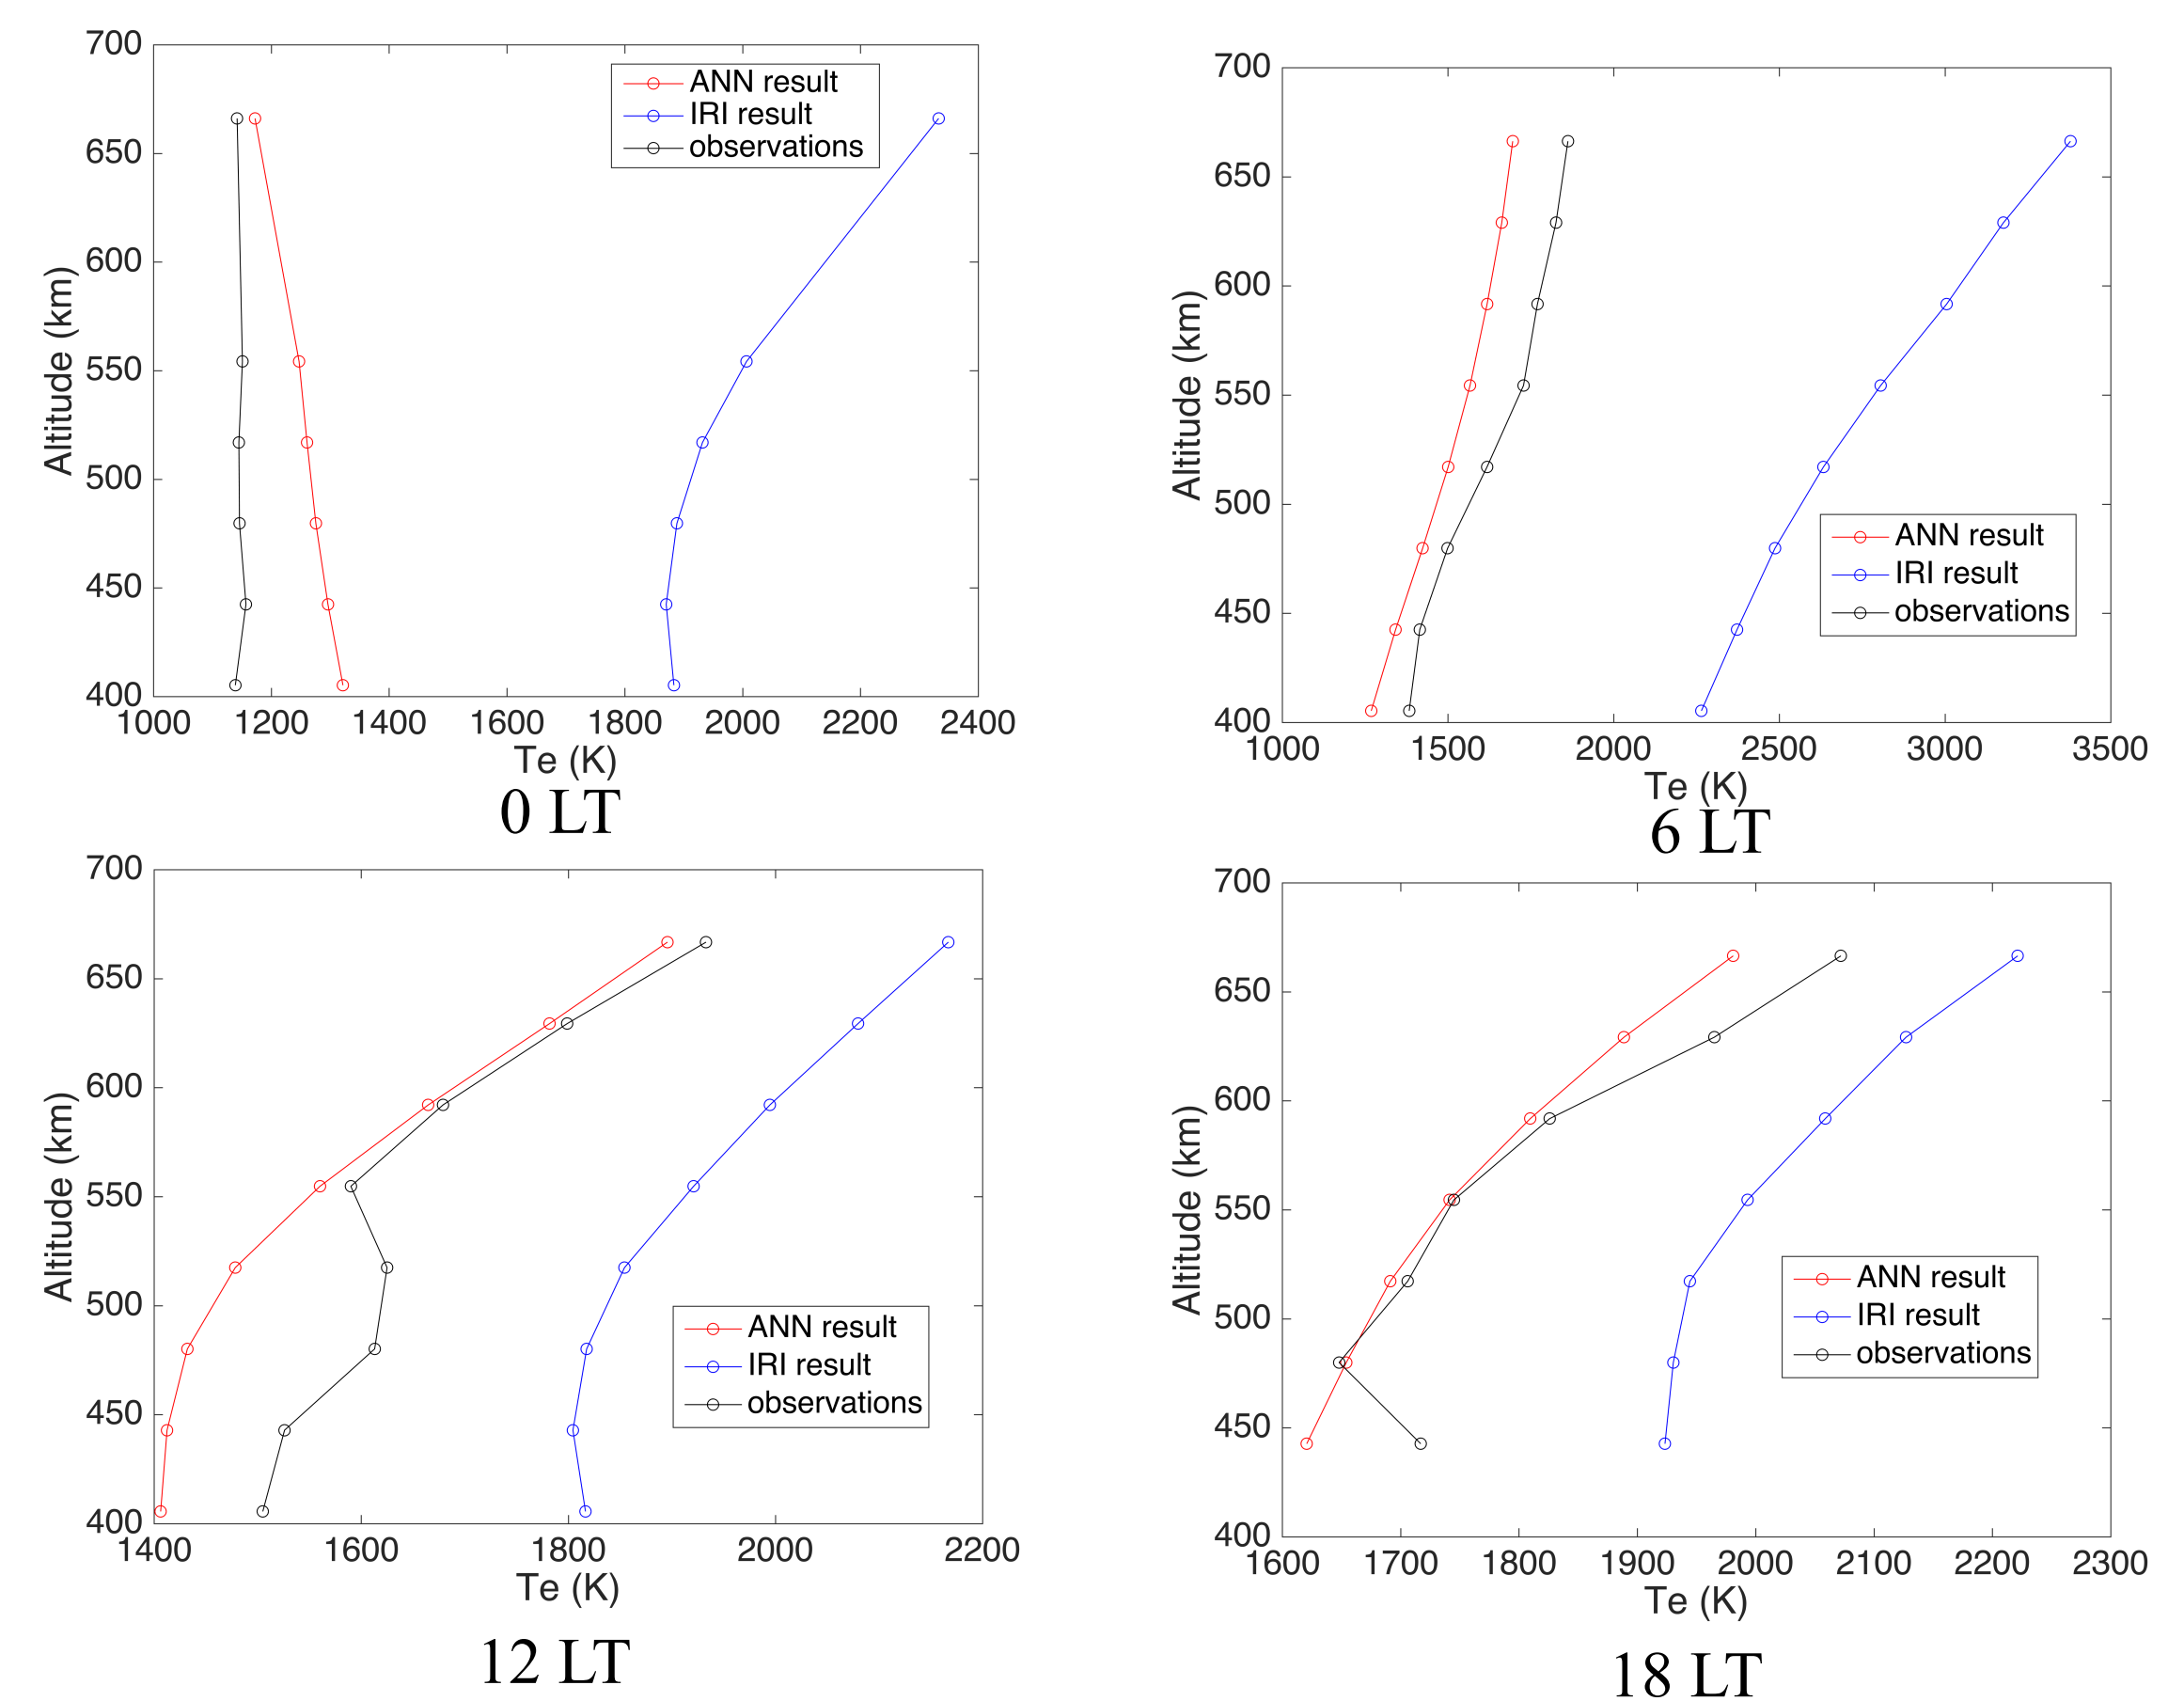 700
650
600
550
500
450
400
Altitude (km)
ANN result
IRI result
observations
1000 1200 1400 1600 1800 2000 2200 2400
Te (K)
0 LT
700
650
600
550
500
450
400
Altitude (km)
ANN result
IRI result
observations
1000 1500 2000 2500 3000 3500
Te (K)
6 LT
700
650
600
550
500
450
400
Altitude (km)
ANN result
IRI result
observations
1400 1600 1800 2000 2200
Te (K)
12 LT
700
650
600
550
500
450
400
Altitude (km)
ANN result
IRI result
observations
1600 1700 1800 1900 2000 2100 2200 2300
Te (K)
18 LT